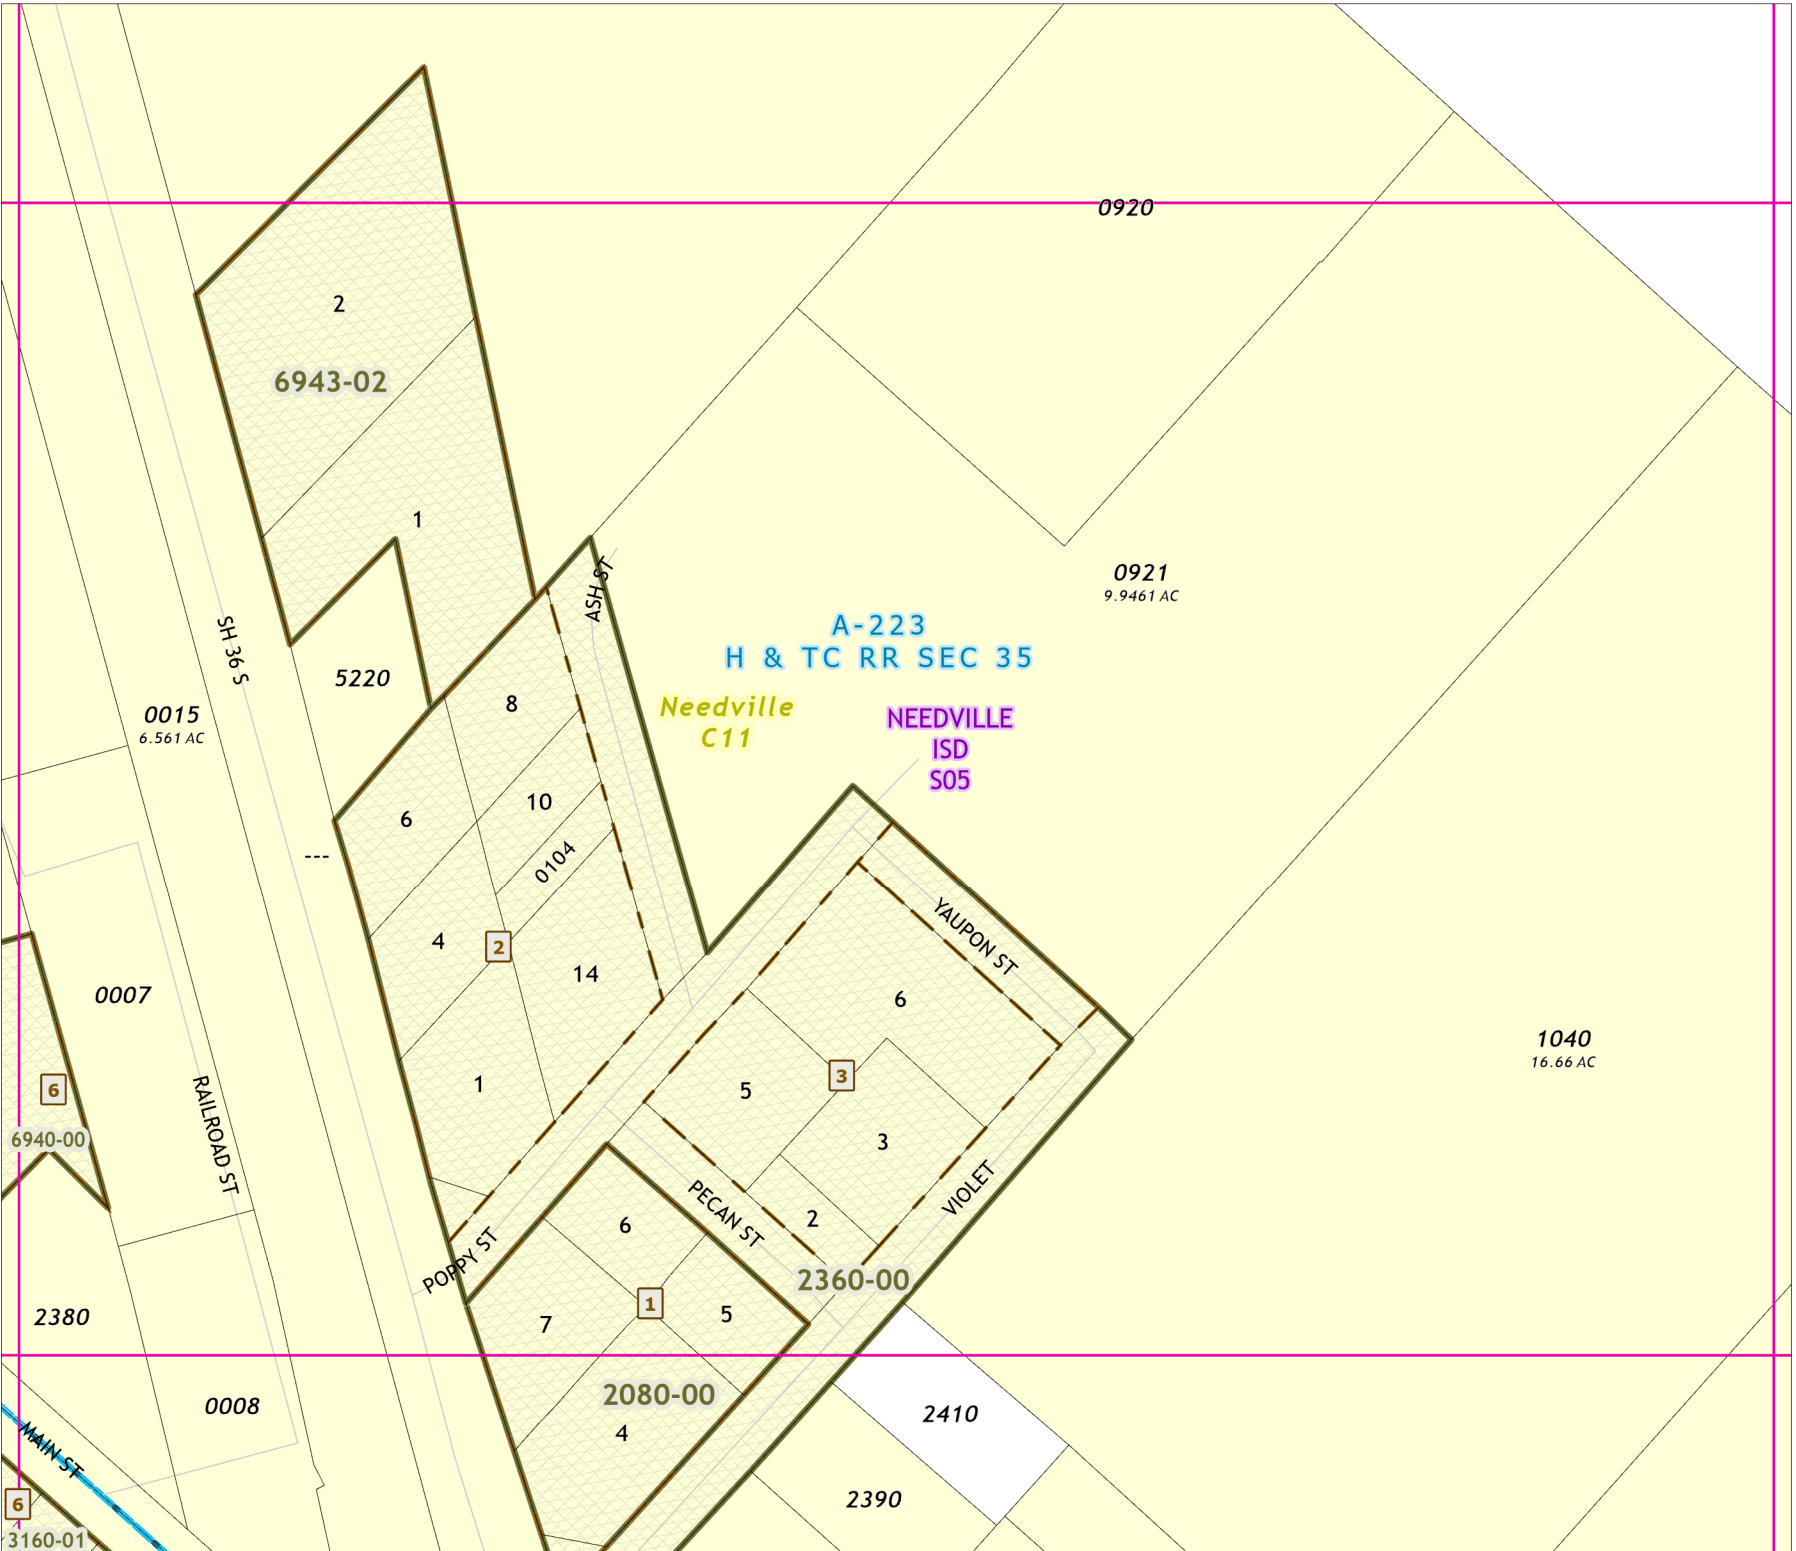 0920
2
6943-02
1
ASH ST
0921
9.9461 AC
A-223
H & TC RR SEC 35
SH 36 S
5220
8
Needville
C11
NEEDVILLE
ISD
S05
0015
6.561 AC
10
6
---
0104
4
2
14
YAUPON ST
6
0007
1040
16.66 AC
6
6940-00
RAILROAD ST
1
5
3
3
VIOLET
PECAN ST
2
6
POPPY ST
2360-00
2380
7
1
5
2080-00
0008
4
2410
MAIN ST
2390
6
3160-01